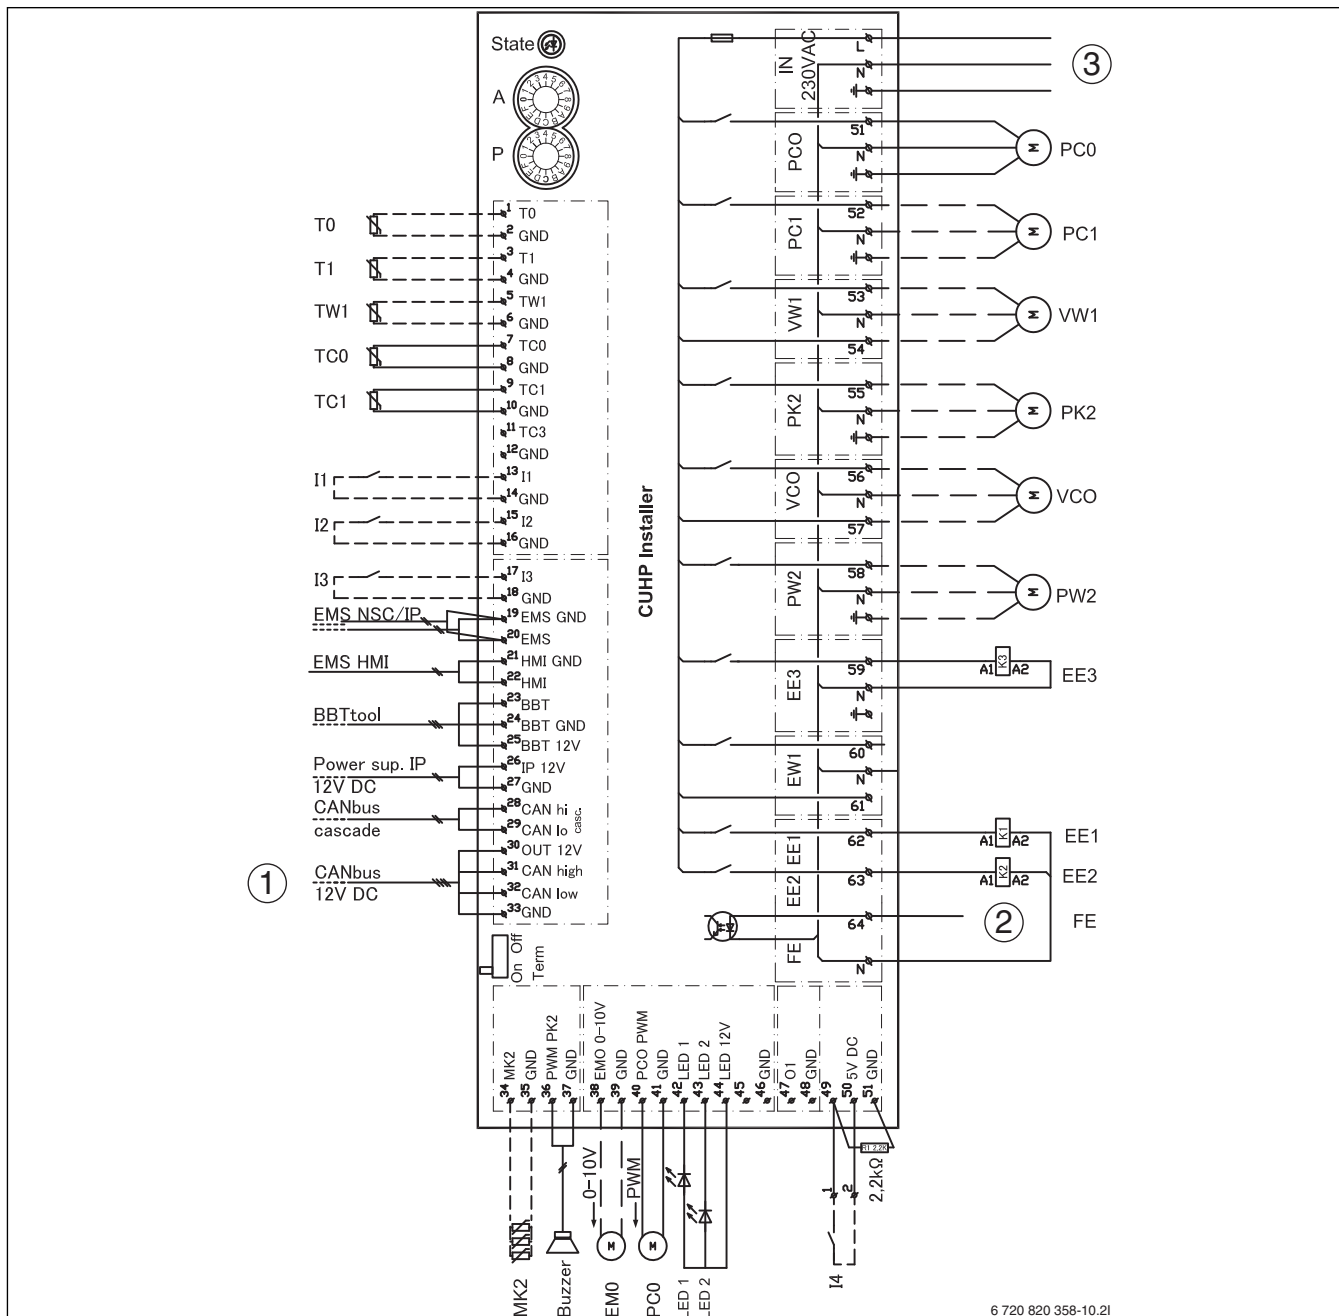 State
A
P
IN
230VAC
L
N
3
PCO
51
N
PC0
PC1
52
N
PC1
VW1
53
N
54
VW1
PK2
55
N
PK2
VCO
56
N
57
VCO
PW2
58
N
PW2
EE3
59
N
A1 K3 A2
EE3
EW1
60
N
61
EE1
62
A1 K1 A2
EE1
EE2
63
A1 K2 A2
EE2
64
2
FE
FE
N
CUHP Installer
T0
1 T0
2 GND
T1
3 T1
4 GND
TW1
5 TW1
6 GND
TC0
7 TC0
8 GND
TC1
9 TC1
10 GND
11 TC3
12 GND
I1
13 I1
14 GND
I2
15 I2
16 GND
I3
17 I3
18 GND
EMS NSC/IP
19 EMS GND
20 EMS
EMS HMI
21 HMI GND
22 HMI
BBTtool
23 BBT
24 BBT GND
25 BBT 12V
Power sup. IP
12V DC
26 IP 12V
27 GND
CANbus
cascade
28 CAN hi
29 CAN lo
casc.
1
CANbus
12V DC
30 OUT 12V
31 CAN high
32 CAN low
33 GND
On Off
Term
34 MK2
35 GND
36 PWM PK2
37 GND
38 EMO 0-10V
39 GND
40 PCO PWM
41 GND
42 LED 1
43 LED 2
44 LED 12V
45
46 GND
47 O1
48 GND
49
50 5V DC
51 GND
R1 2.2K
2,2kΩ
0-10V
PWM
1
2
M
M
M
M
M
M
M
M
MK2
Buzzer
EM0
PC0
LED 1
LED 2
I4
6 720 820 358-10.2I